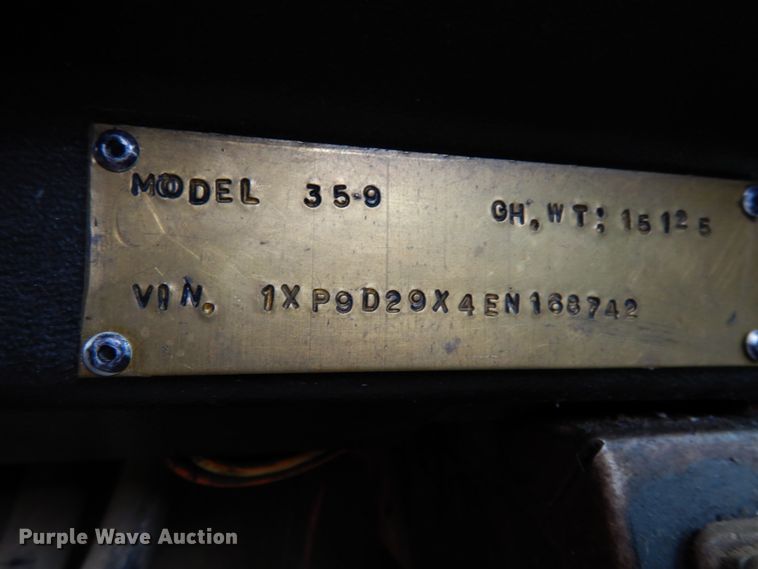 MODEL 35-9 GH, WT: 15125
VIN. 1XP9D29X4EN168742
Purple Wave Auction